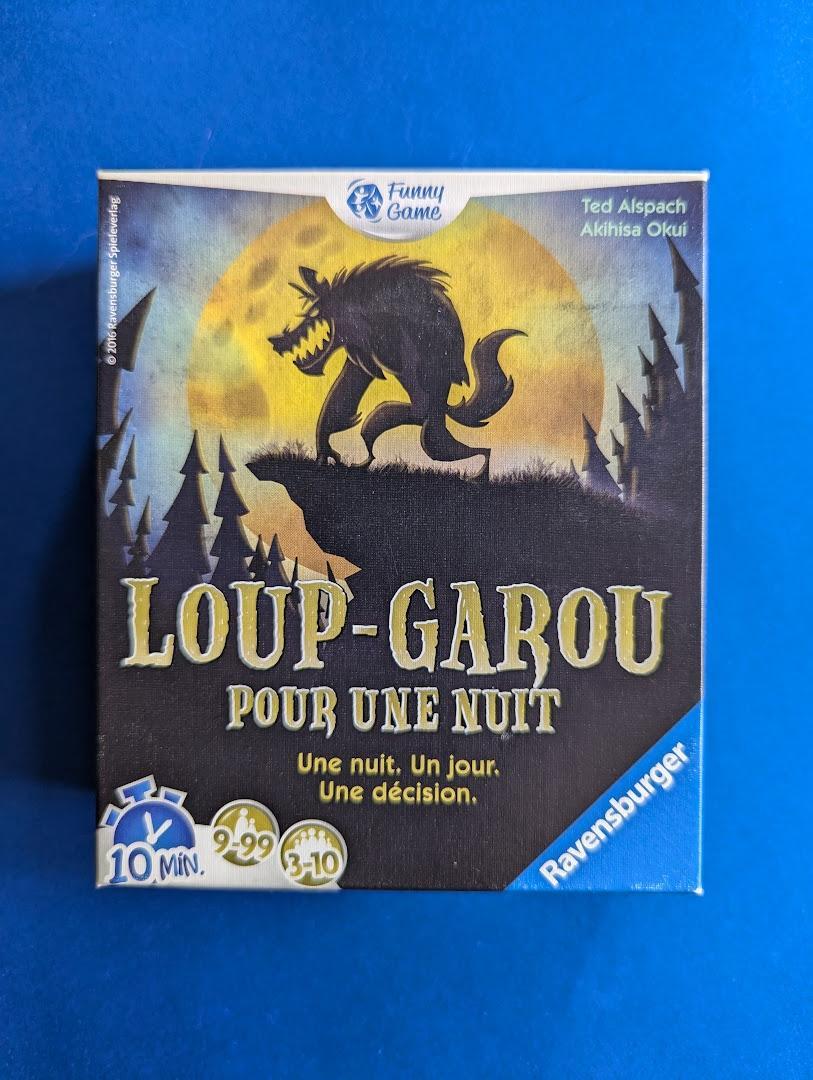 Funny
Game
Ted Alspach
Akihisa Okui
© 2016 Ravensburger Spieleverlag
LOUP-GAROU
POUR UNE NUIT
Une nuit. Un jour.
Une décision.
10 MIN.
9-99
3-10
Ravensburger